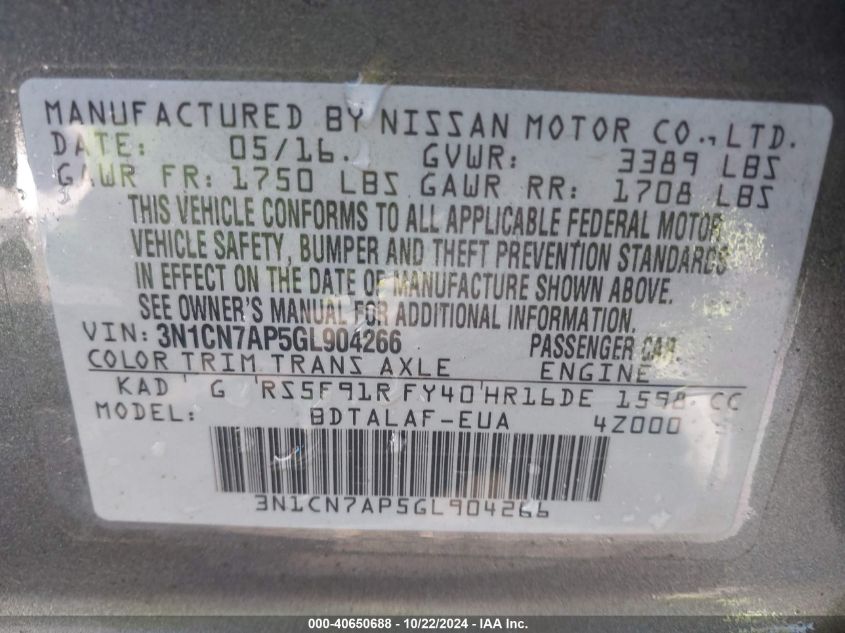 MANUFACTURED BY NISSAN MOTOR CO.,LTD.
DATE: 05/16. GVWR: 3389 LBS
GAWR FR: 1750 LBS GAWR RR: 1708 LBS
THIS VEHICLE CONFORMS TO ALL APPLICABLE FEDERAL MOTOR
VEHICLE SAFETY, BUMPER AND THEFT PREVENTION STANDARDS
IN EFFECT ON THE DATE OF MANUFACTURE SHOWN ABOVE.
SEE OWNER'S MANUAL FOR ADDITIONAL INFORMATION.
VIN: 3N1CN7AP5GL904266 PASSENGER CAR
COLOR TRIM TRANS AXLE ENGINE
KAD G RS5F91R FY40 HR16DE 1598 CC
MODEL: BDTALAF-EUA 4Z000
3N1CN7AP5GL904266
000-40650688 - 10/22/2024 - IAA, Inc.